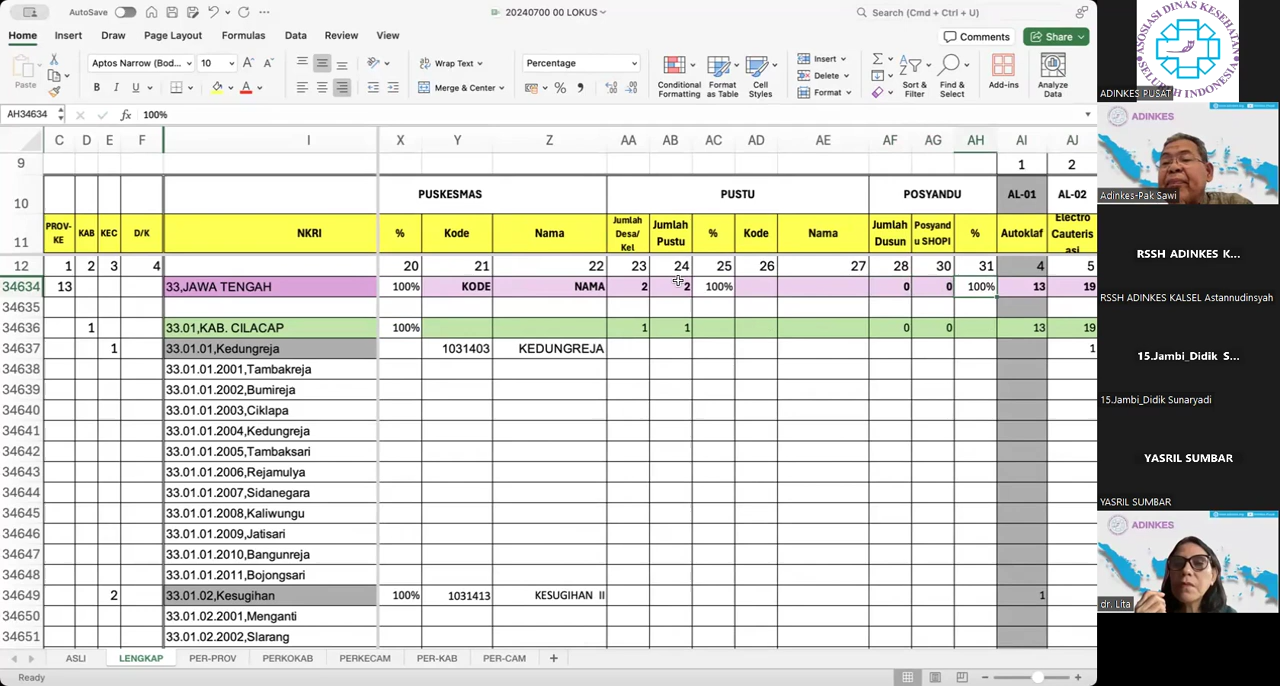 AutoSave
20240700 00 LOKUS
Search (Cmd + Ctrl + U)
Home Insert Draw Page Layout Formulas Data Review View
Comments Share
Paste
Aptos Narrow (Bod... 10
Wrap Text
Percentage
Merge & Center
Conditional Formatting
Format as Table
Cell Styles
Insert
Delete
Format
Sort & Filter
Find & Select
Add-ins
Analyze Data
AH34634 fx 100%
C D E F I X Y Z AA AB AC AD AE AF AG AH AI AJ
9 1 2
10 PUSKESMAS PUSTU POSYANDU AL-01 AL-02
11 PROV-KE KAB KEC D/K NKRI % Kode Nama Jumlah Desa/Kel Jumlah Pustu % Kode Nama Jumlah Dusun Posyandu SHOPI % Autoklaf Electro Cauterisasi
12 1 2 3 4 20 21 22 23 24 25 26 27 28 30 31 4 5
34634 13 33,JAWA TENGAH 100% KODE NAMA 2 2 100% 0 0 100% 13 19
34635
34636 1 33.01,KAB. CILACAP 100% 1 1 0 0 13 19
34637 1 33.01.01,Kedungreja 1031403 KEDUNGREJA 1
34638 33.01.01.2001,Tambakreja
34639 33.01.01.2002,Bumireja
34640 33.01.01.2003,Ciklapa
34641 33.01.01.2004,Kedungreja
34642 33.01.01.2005,Tambaksari
34643 33.01.01.2006,Rejamulya
34644 33.01.01.2007,Sidanegara
34645 33.01.01.2008,Kaliwungu
34646 33.01.01.2009,Jatisari
34647 33.01.01.2010,Bangunreja
34648 33.01.01.2011,Bojongsari
34649 2 33.01.02,Kesugihan 100% 1031413 KESUGIHAN II 1
34650 33.01.02.2001,Menganti
34651 33.01.02.2002,Slarang
ASLI LENGKAP PER-PROV PERKOKAB PERKECAM PER-KAB PER-CAM
Ready
ASOSIASI DINAS KESEHATAN
SELURUH INDONESIA
ADINKES PUSAT
ADINKES
Adinkes-Pak Sawi
RSSH ADINKES K...
RSSH ADINKES KALSEL Astannudinsyah
15.Jambi_Didik S...
15.Jambi_Didik Sunaryadi
YASRIL SUMBAR
YASRIL SUMBAR
ADINKES
dr. Lita